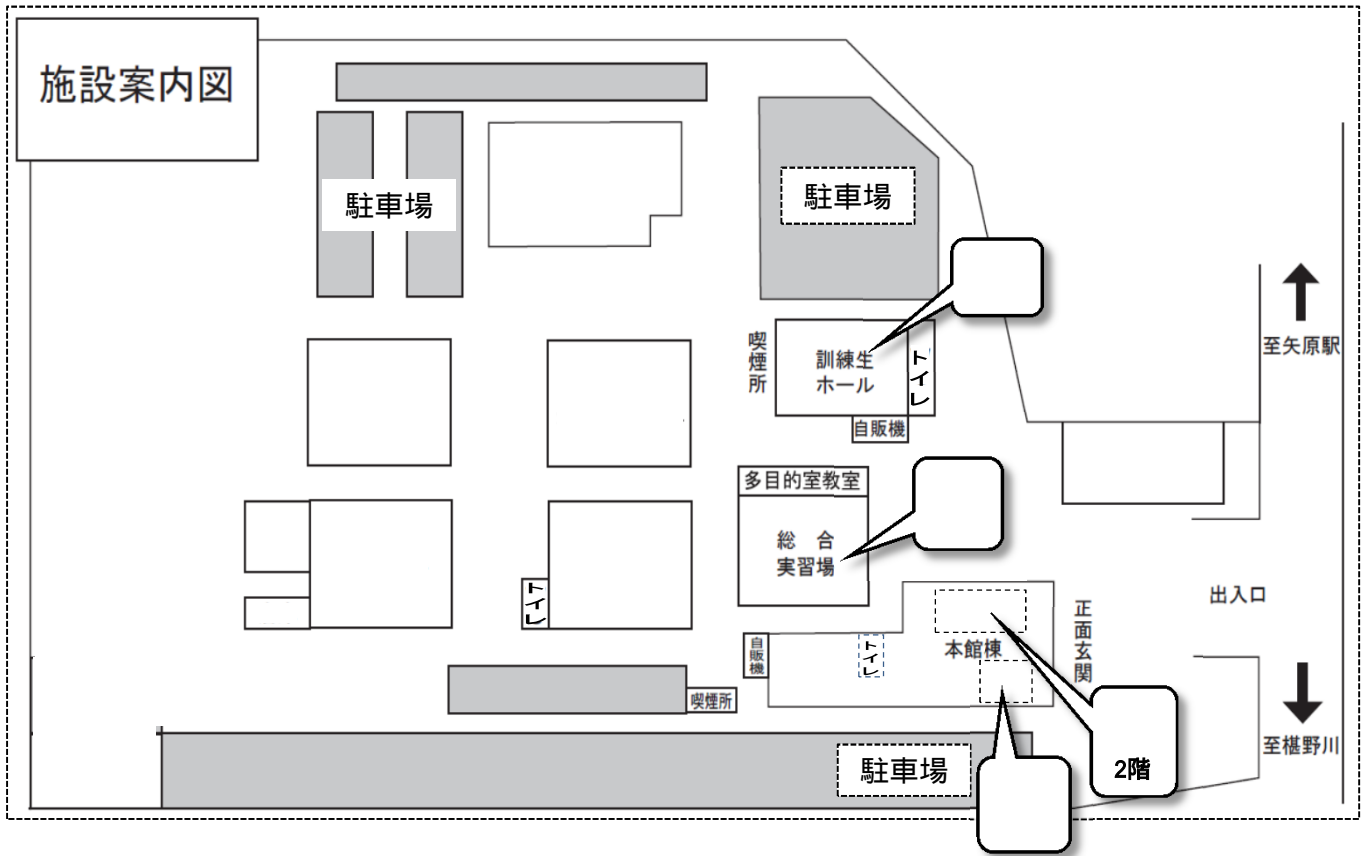 施設案内図
駐車場
駐車場
喫煙所
訓練生
ホール
トイレ
自販機
至矢原駅
多目的室教室
総 合
実習場
トイレ
出入口
正面玄関
自販機
トイレ
本館棟
喫煙所
2階
至椹野川
駐車場